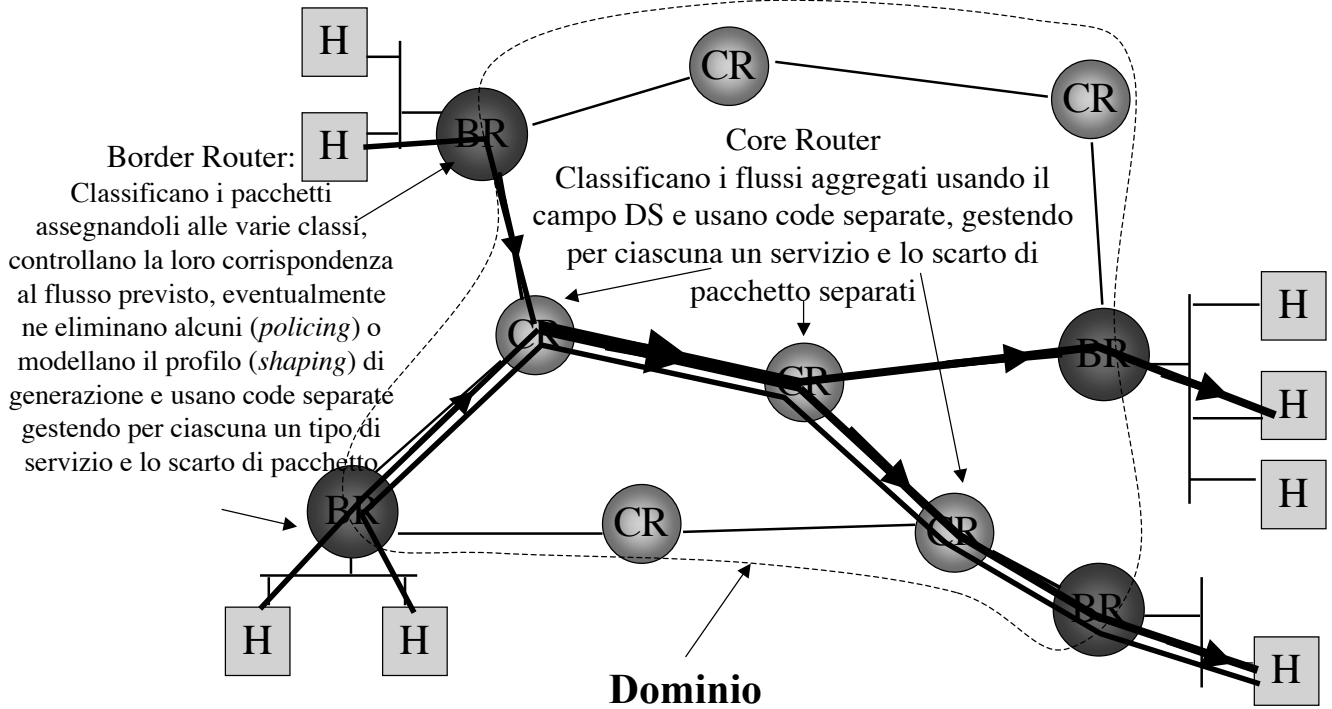 H
CR
CR
H
BR
Border Router:
Classificano i pacchetti
assegnandoli alle varie classi,
controllano la loro corrispondenza
al flusso previsto, eventualmente
ne eliminano alcuni (policing) o
modellano il profilo (shaping) di
generazione e usano code separate
gestendo per ciascuna un tipo di
servizio e lo scarto di pacchetto
Core Router
Classificano i flussi aggregati usando il
campo DS e usano code separate, gestendo
per ciascuna un servizio e lo scarto di
pacchetto separati
CR
CR
BR
H
H
H
BR
CR
CR
BR
H
H
H
Dominio